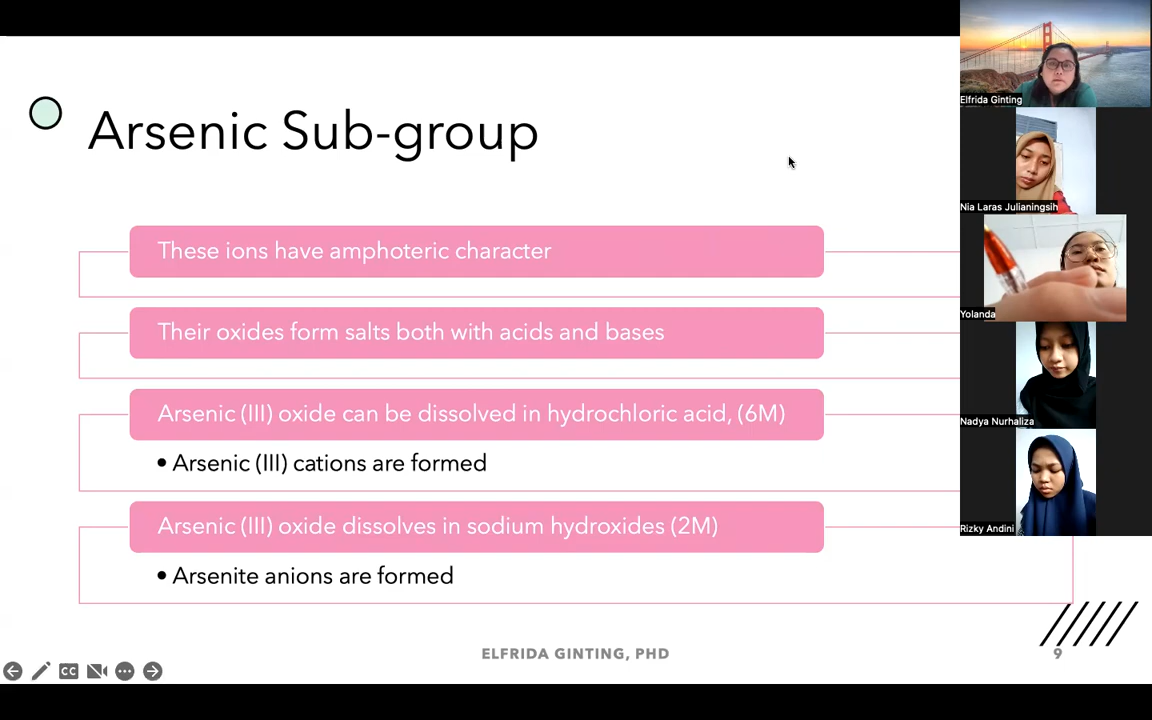 Arsenic Sub-group
These ions have amphoteric character
Their oxides form salts both with acids and bases
Arsenic (III) oxide can be dissolved in hydrochloric acid, (6M)
• Arsenic (III) cations are formed
Arsenic (III) oxide dissolves in sodium hydroxides (2M)
• Arsenite anions are formed
ELFRIDA GINTING, PHD
9
CC
Elfrida Ginting
Nia Laras Julianingsih
Yolanda
Nadya Nurhaliza
Rizky Andini